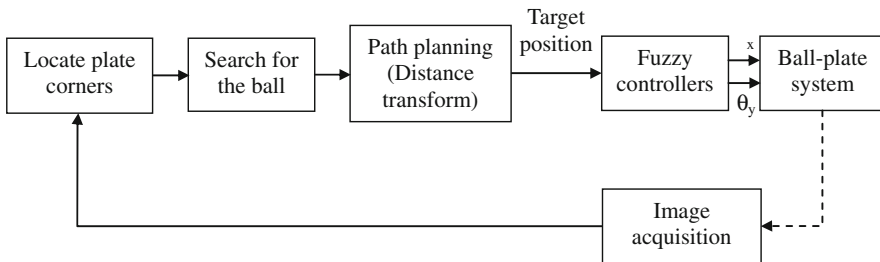 Locate plate
corners
Search for
the ball
Path planning
(Distance
transform)
Target
position
Fuzzy
controllers
x
θy
Ball-plate
system
Image
acquisition